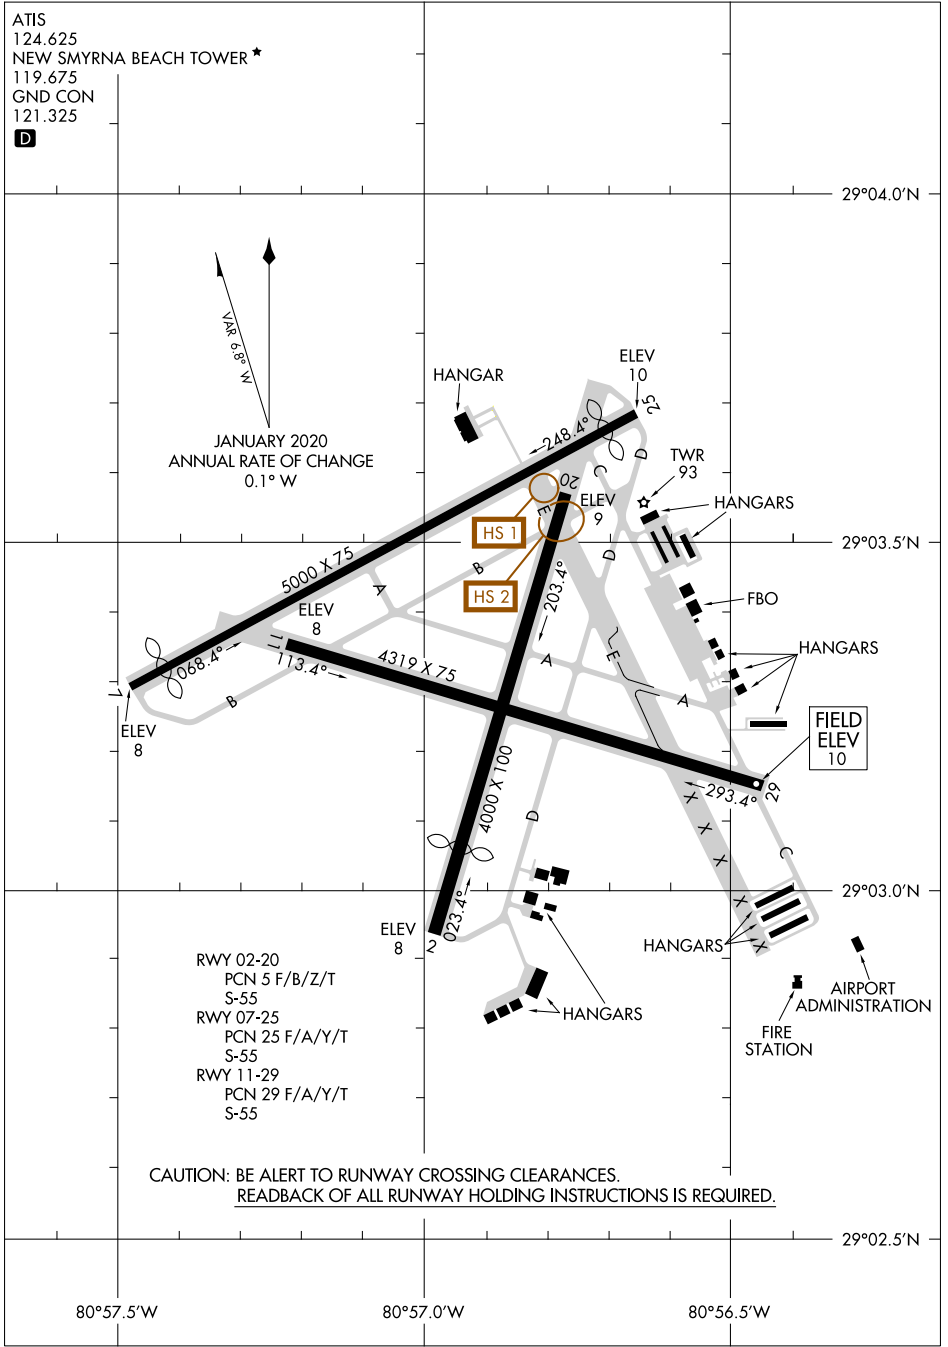 ATIS
124.625
NEW SMYRNA BEACH TOWER ★
119.675
GND CON
121.325
D
29°04.0'N
VAR 6.8° W
JANUARY 2020
ANNUAL RATE OF CHANGE
0.1° W
HANGAR
ELEV
10
25
248.4°
TWR
93
HANGARS
C
D
20
ELEV
9
E
HS 1
HS 2
29°03.5'N
5000 X 75
A
B
D
203.4°
FBO
ELEV
8
11
113.4°
068.4°
4319 X 75
A
E
A
HANGARS
7
B
ELEV
8
FIELD
ELEV
10
4000 X 100
293.4°
29
X
X
X
X
X
D
C
29°03.0'N
023.4°
ELEV
8
2
HANGARS
HANGARS
AIRPORT
ADMINISTRATION
FIRE
STATION
RWY 02-20
PCN 5 F/B/Z/T
S-55
RWY 07-25
PCN 25 F/A/Y/T
S-55
RWY 11-29
PCN 29 F/A/Y/T
S-55
CAUTION: BE ALERT TO RUNWAY CROSSING CLEARANCES.
READBACK OF ALL RUNWAY HOLDING INSTRUCTIONS IS REQUIRED.
29°02.5'N
80°57.5'W
80°57.0'W
80°56.5'W